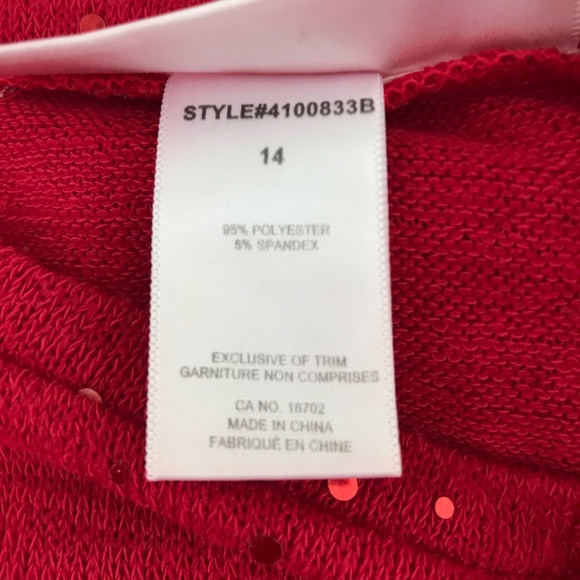 STYLE#4100833B
14
95% POLYESTER
5% SPANDEX
EXCLUSIVE OF TRIM
GARNITURE NON COMPRISES
CA NO. 18702
MADE IN CHINA
FABRIQUÉ EN CHINE